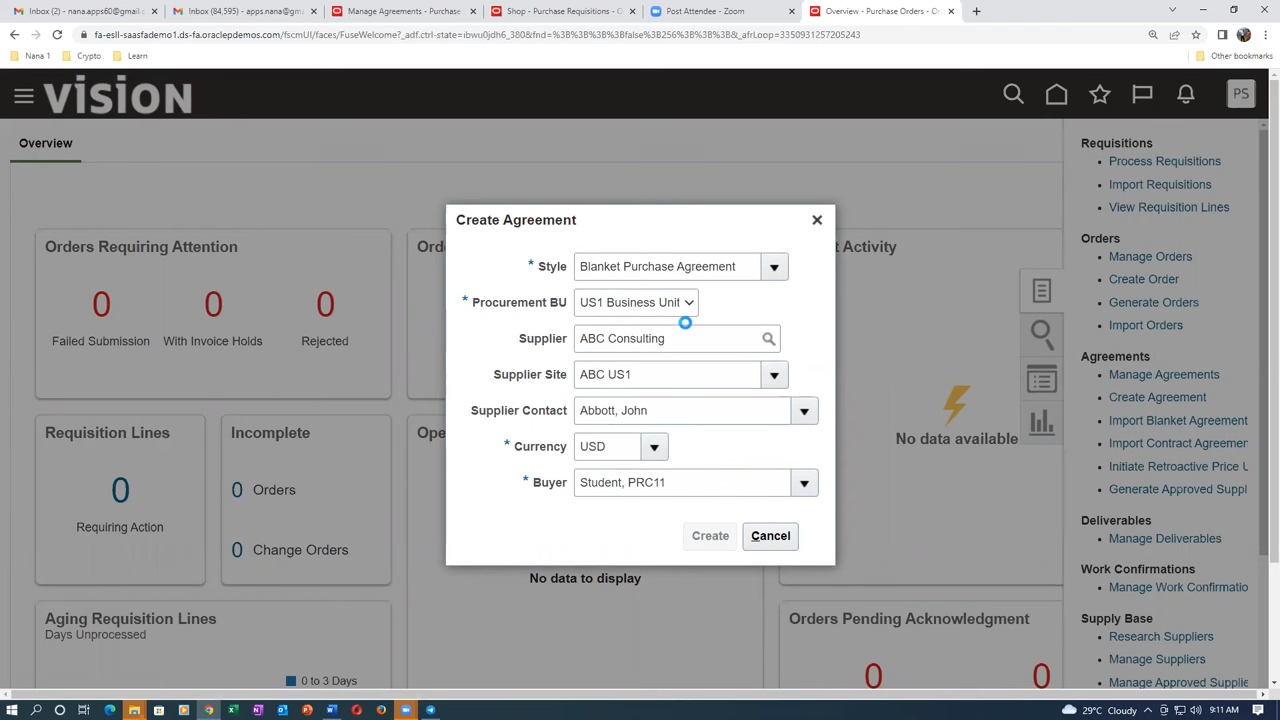 Inbox (2) - nana.apps60@gmail.c
Inbox (84,595) - apps.nana@gm
Manage Agreements - Purchase
Shop - Purchase Requisitions - O
Post Attendee - Zoom
Overview - Purchase Orders - O
fa-esll-saasfademo1.ds-fa.oraclepdemos.com/fscmUI/faces/FuseWelcome?_adf.ctrl-state=ibwu0jdh6_380&fnd=%3B%3B%3B%3Bfalse%3B256%3B%3B%3B&_afrLoop=3350931257205243
Nana 1
Crypto
Learn
Other bookmarks
VISION
PS
Overview
Orders Requiring Attention
0
0
0
Failed Submission
With Invoice Holds
Rejected
Ord
t Activity
No data available
Requisition Lines
0
Requiring Action
Incomplete
0 Orders
0 Change Orders
Ope
No data to display
Aging Requisition Lines
Days Unprocessed
0 to 3 Days
Orders Pending Acknowledgment
0
0
Create Agreement
* Style
Blanket Purchase Agreement
* Procurement BU
US1 Business Unit
Supplier
ABC Consulting
Supplier Site
ABC US1
Supplier Contact
Abbott, John
* Currency
USD
* Buyer
Student, PRC11
Create
Cancel
Requisitions
Process Requisitions
Import Requisitions
View Requisition Lines
Orders
Manage Orders
Create Order
Generate Orders
Import Orders
Agreements
Manage Agreements
Create Agreement
Import Blanket Agreement
Import Contract Agreemen
Initiate Retroactive Price U
Generate Approved Suppl
Deliverables
Manage Deliverables
Work Confirmations
Manage Work Confirmatio
Supply Base
Research Suppliers
Manage Suppliers
Manage Approved Supplie
29°C Cloudy
9:11 AM